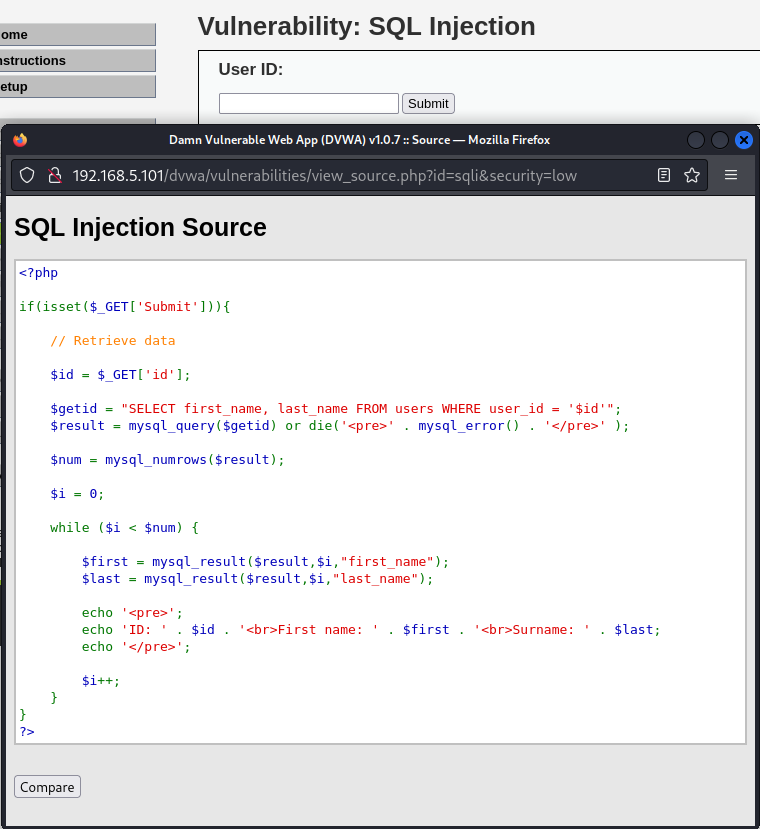 Vulnerability: SQL Injection
ome
nstructions
etup
User ID:
Submit
Damn Vulnerable Web App (DVWA) v1.0.7 :: Source — Mozilla Firefox
192.168.5.101/dvwa/vulnerabilities/view_source.php?id=sqli&security=low
SQL Injection Source
<?php
if(isset($_GET['Submit'])){
// Retrieve data
$id = $_GET['id'];
$getid = "SELECT first_name, last_name FROM users WHERE user_id = '$id'";
$result = mysql_query($getid) or die('<pre>' . mysql_error() . '</pre>' );
$num = mysql_numrows($result);
$i = 0;
while ($i < $num) {
$first = mysql_result($result,$i,"first_name");
$last = mysql_result($result,$i,"last_name");
echo '<pre>';
echo 'ID: ' . $id . '<br>First name: ' . $first . '<br>Surname: ' . $last;
echo '</pre>';
$i++;
}
}
?>
Compare